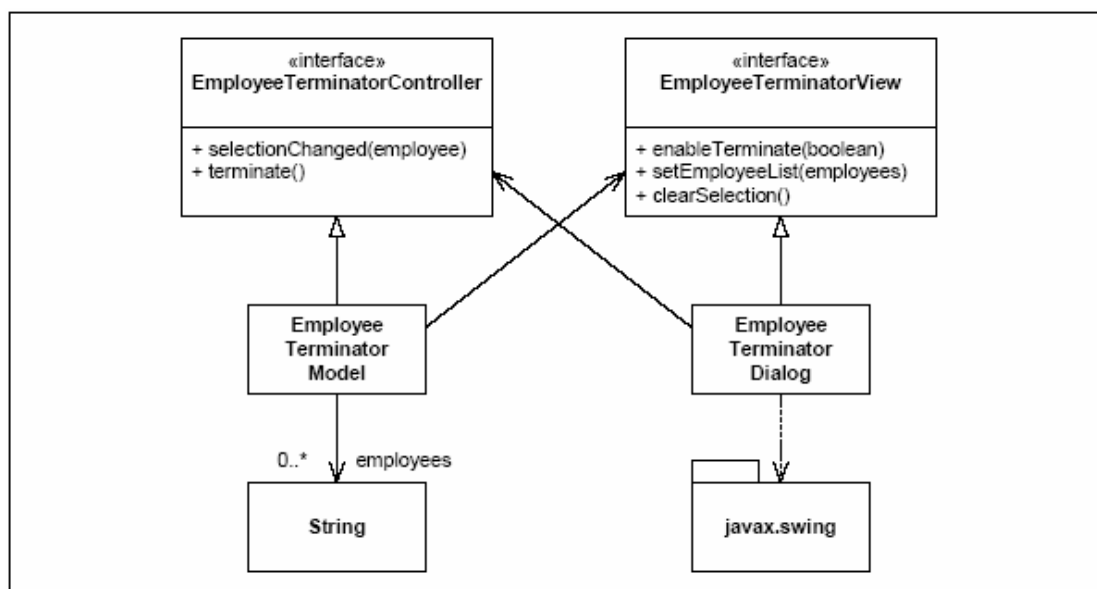 «interface»
EmployeeTerminatorController
+ selectionChanged(employee)
+ terminate()
«interface»
EmployeeTerminatorView
+ enableTerminate(boolean)
+ setEmployeeList(employees)
+ clearSelection()
Employee
Terminator
Model
Employee
Terminator
Dialog
0..*
employees
String
javax.swing